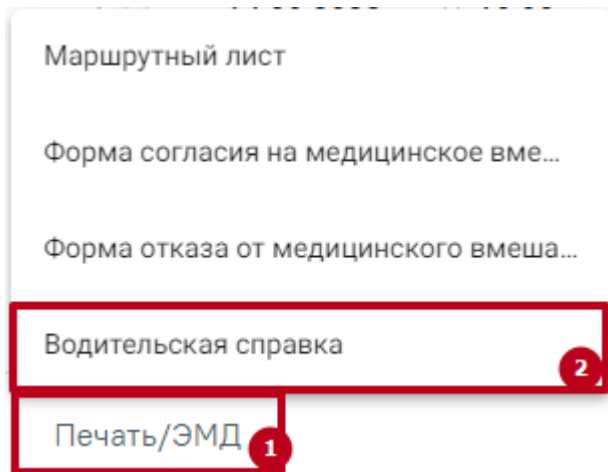 Маршрутный лист
Форма согласия на медицинское вме...
Форма отказа от медицинского вмеша...
Водительская справка
2
Печать/ЭМД
1